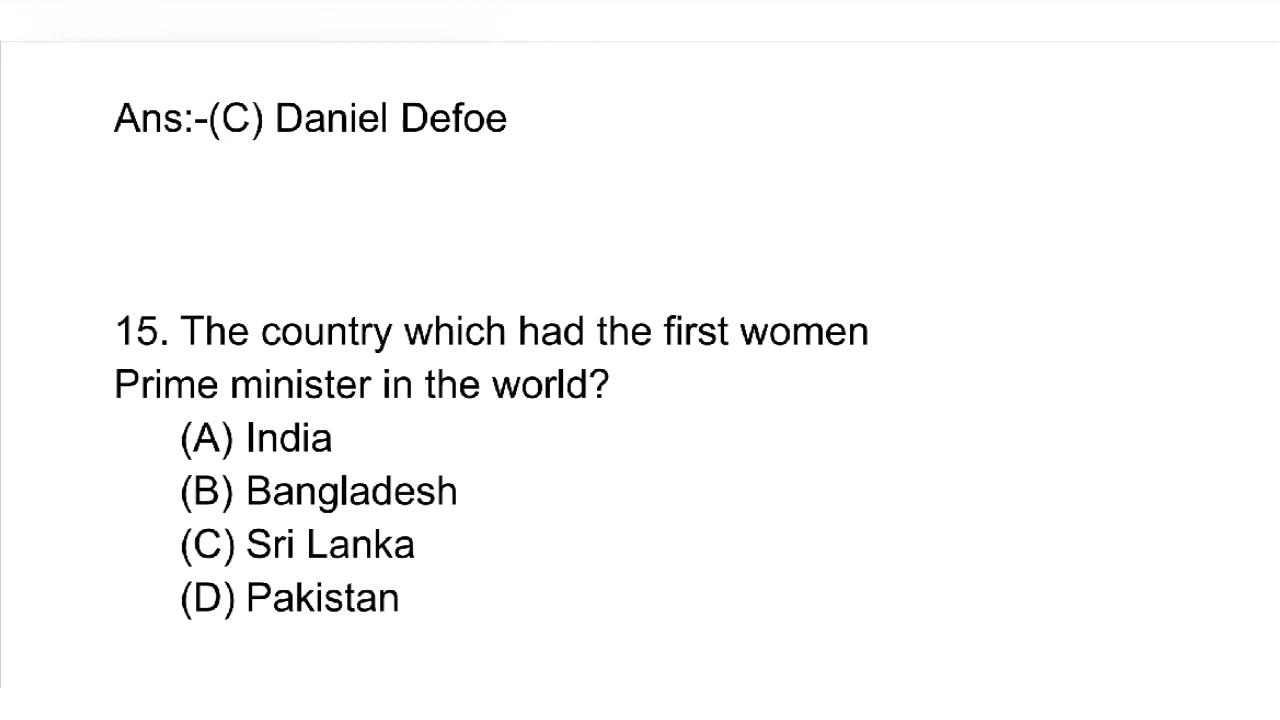 Ans:-(C) Daniel Defoe
15. The country which had the first women
Prime minister in the world?
(A) India
(B) Bangladesh
(C) Sri Lanka
(D) Pakistan